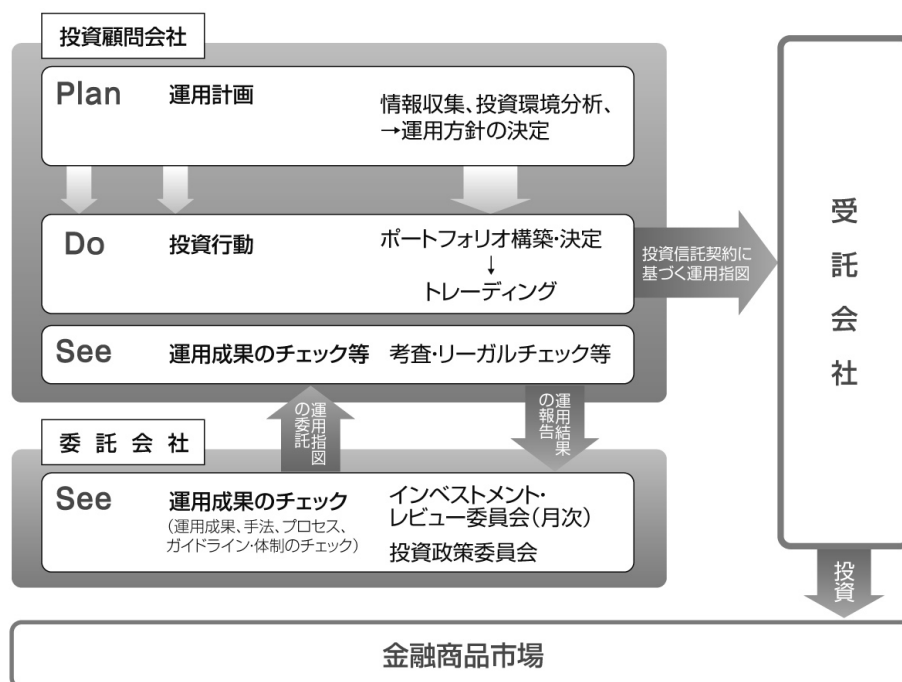 投資顧問会社
Plan
運用計画
情報収集、投資環境分析、
→運用方針の決定
Do
投資行動
ポートフォリオ構築・決定
↓
トレーディング
投資信託契約に
基づく運用指図
受託会社
See
運用成果のチェック等
考査・リーガルチェック等
運用指図
の委託
運用結果
の報告
委託会社
See
運用成果のチェック
(運用成果、手法、プロセス、
ガイドライン・体制のチェック)
インベストメント・
レビュー委員会(月次)
投資政策委員会
投資
金融商品市場